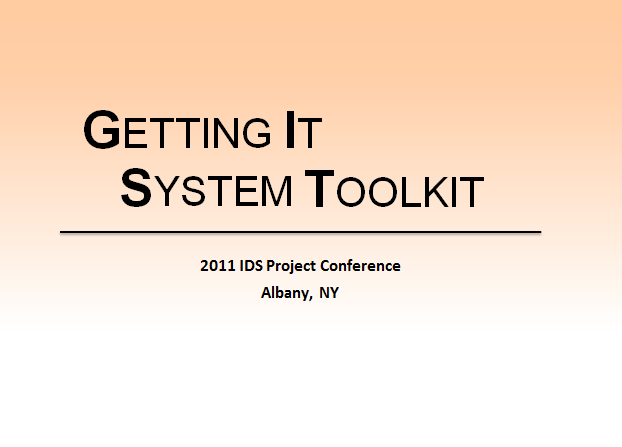 GETTING IT
SYSTEM TOOLKIT
2011 IDS Project Conference
Albany, NY